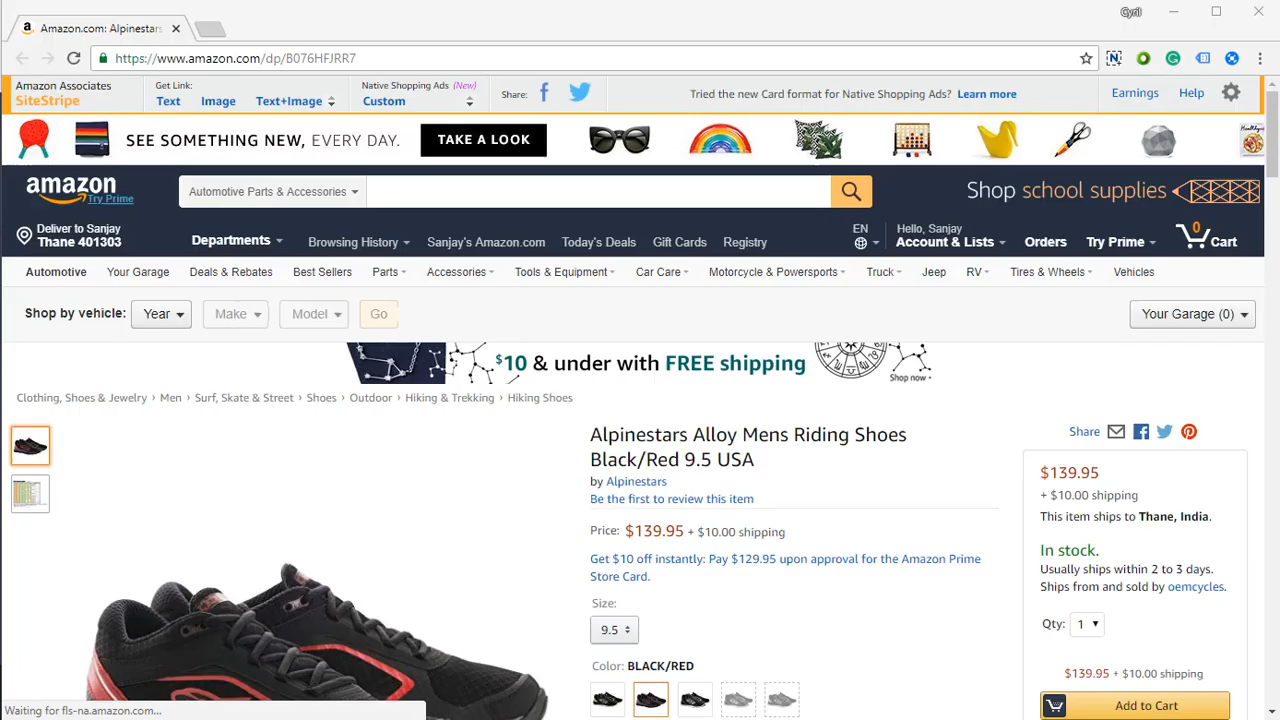 Cyril
Amazon.com: Alpinestars
https://www.amazon.com/dp/B076HFJRR7
Amazon Associates
SiteStripe
Get Link:
Text Image Text+Image
Native Shopping Ads (New)
Custom
Share:
Tried the new Card format for Native Shopping Ads? Learn more
Earnings Help
SEE SOMETHING NEW, EVERY DAY. TAKE A LOOK
amazon
Try Prime
Automotive Parts & Accessories
Shop school supplies
Deliver to Sanjay
Thane 401303
Departments Browsing History Sanjay's Amazon.com Today's Deals Gift Cards Registry
EN
Hello, Sanjay
Account & Lists Orders Try Prime 0 Cart
Automotive Your Garage Deals & Rebates Best Sellers Parts Accessories Tools & Equipment Car Care Motorcycle & Powersports Truck Jeep RV Tires & Wheels Vehicles
Shop by vehicle: Year Make Model Go Your Garage (0)
$10 & under with FREE shipping
Shop now
Clothing, Shoes & Jewelry › Men › Surf, Skate & Street › Shoes › Outdoor › Hiking & Trekking › Hiking Shoes
Alpinestars Alloy Mens Riding Shoes
Black/Red 9.5 USA
by Alpinestars
Be the first to review this item
Price: $139.95 + $10.00 shipping
Get $10 off instantly: Pay $129.95 upon approval for the Amazon Prime
Store Card.
Size:
9.5
Color: BLACK/RED
Share
$139.95
+ $10.00 shipping
This item ships to Thane, India.
In stock.
Usually ships within 2 to 3 days.
Ships from and sold by oemcycles.
Qty: 1
$139.95 + $10.00 shipping
Add to Cart
Waiting for fls-na.amazon.com...